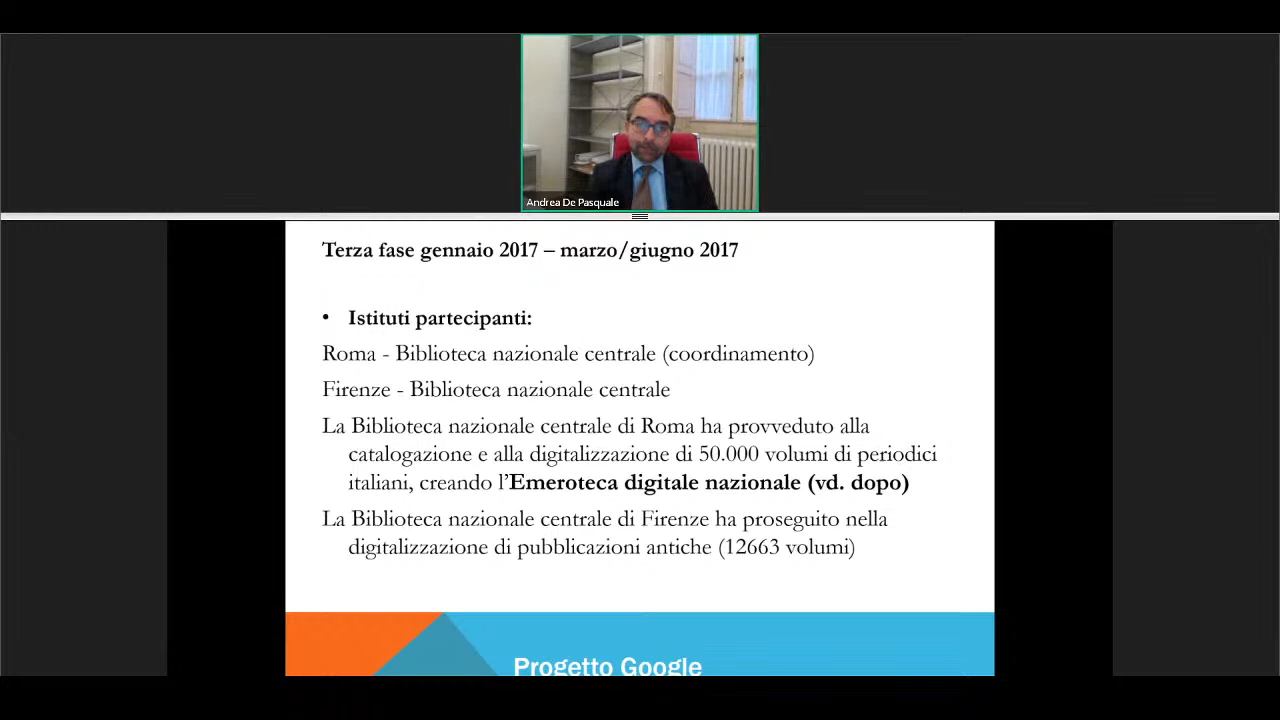 Andrea De Pasquale
Terza fase gennaio 2017 – marzo/giugno 2017
• Istituti partecipanti:
Roma - Biblioteca nazionale centrale (coordinamento)
Firenze - Biblioteca nazionale centrale
La Biblioteca nazionale centrale di Roma ha provveduto alla
catalogazione e alla digitalizzazione di 50.000 volumi di periodici
italiani, creando l’Emeroteca digitale nazionale (vd. dopo)
La Biblioteca nazionale centrale di Firenze ha proseguito nella
digitalizzazione di pubblicazioni antiche (12663 volumi)
Progetto Google